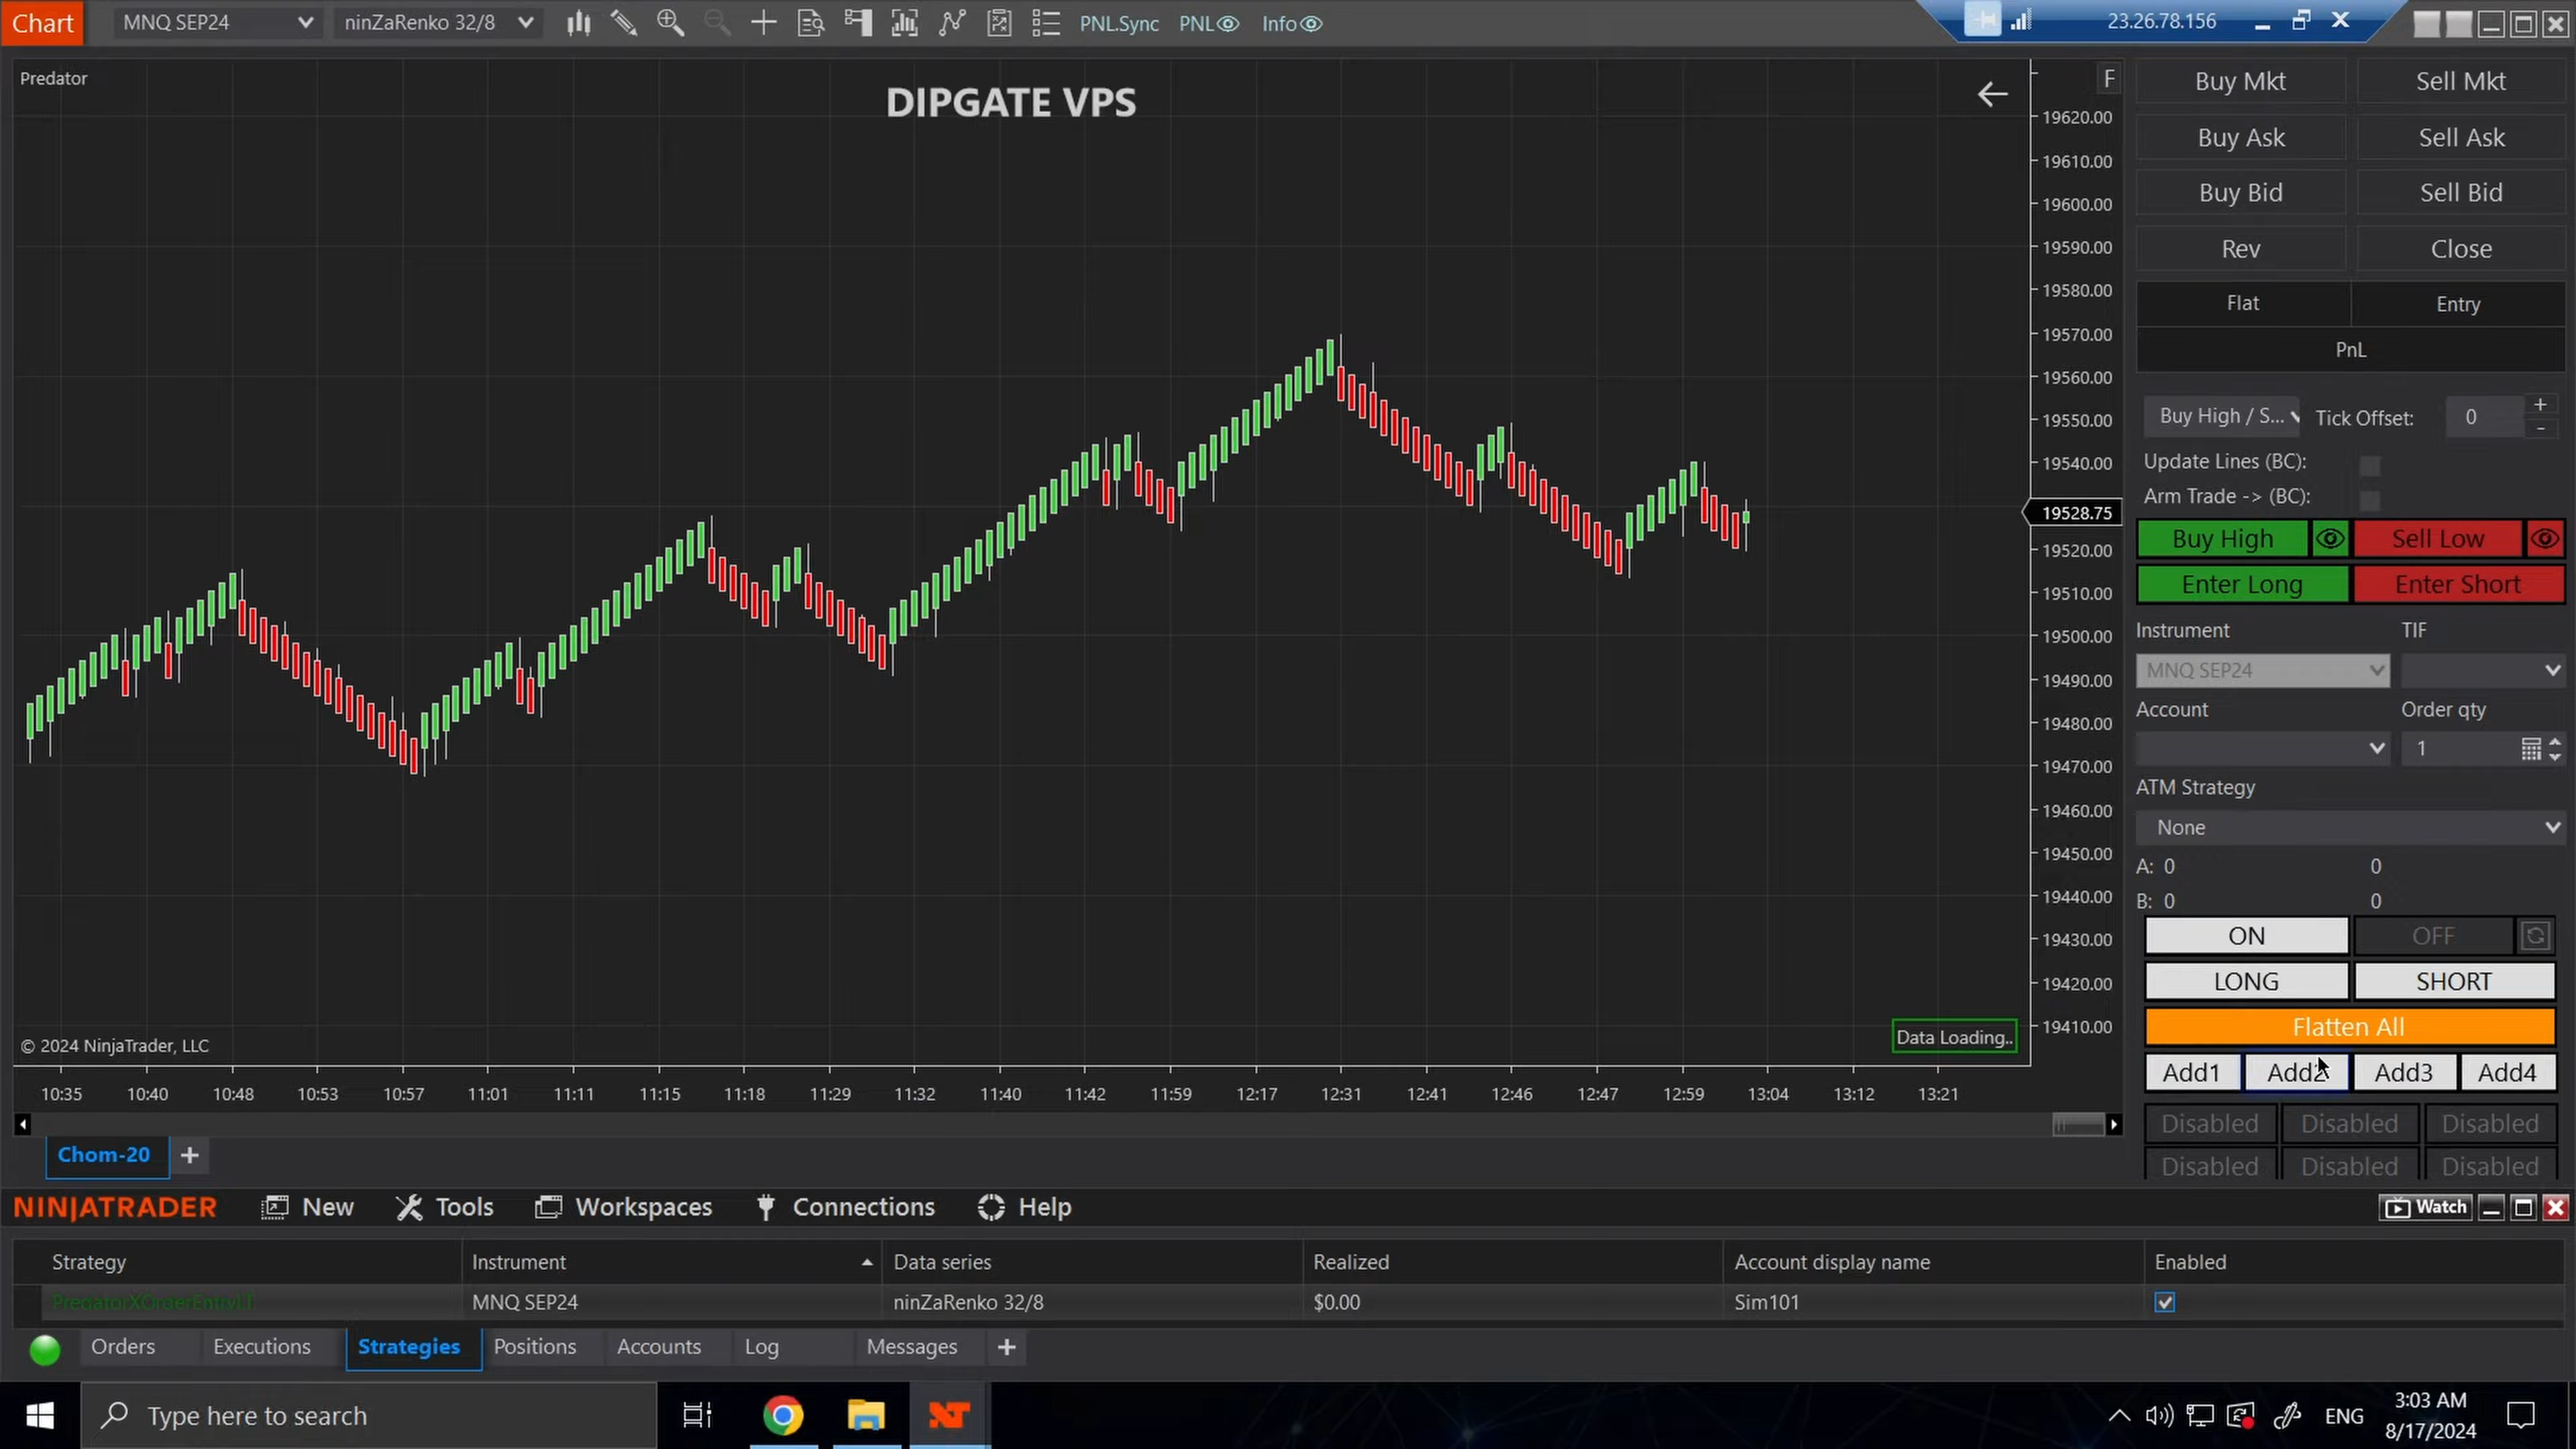 Chart
MNQ SEP24
ninZaRenko 32/8
PNL.Sync
PNL
Info
23.26.78.156
Predator
DIPGATE VPS
F
19620.00
19610.00
19600.00
19590.00
19580.00
19570.00
19560.00
19550.00
19540.00
19528.75
19520.00
19510.00
19500.00
19490.00
19480.00
19470.00
19460.00
19450.00
19440.00
19430.00
19420.00
19410.00
© 2024 NinjaTrader, LLC
Data Loading..
10:35 10:40 10:48 10:53 10:57 11:01 11:11 11:15 11:18 11:29 11:32 11:40 11:42 11:59 12:17 12:31 12:41 12:46 12:47 12:59 13:04 13:12 13:21
Chom-20 +
Buy Mkt Sell Mkt
Buy Ask Sell Ask
Buy Bid Sell Bid
Rev Close
Flat Entry
PnL
Buy High / S... Tick Offset: 0 + -
Update Lines (BC):
Arm Trade -> (BC):
Buy High Sell Low
Enter Long Enter Short
Instrument TIF
MNQ SEP24
Account Order qty
1
ATM Strategy
None
A: 0 0
B: 0 0
ON OFF
LONG SHORT
Flatten All
Add1 Add2 Add3 Add4
Disabled Disabled Disabled
Disabled Disabled Disabled
NINJATRADER New Tools Workspaces Connections Help Watch
Strategy Instrument Data series Realized Account display name Enabled
PredatorXOrderEntryLT MNQ SEP24 ninZaRenko 32/8 $0.00 Sim101
Orders Executions Strategies Positions Accounts Log Messages +
Type here to search
ENG
3:03 AM
8/17/2024